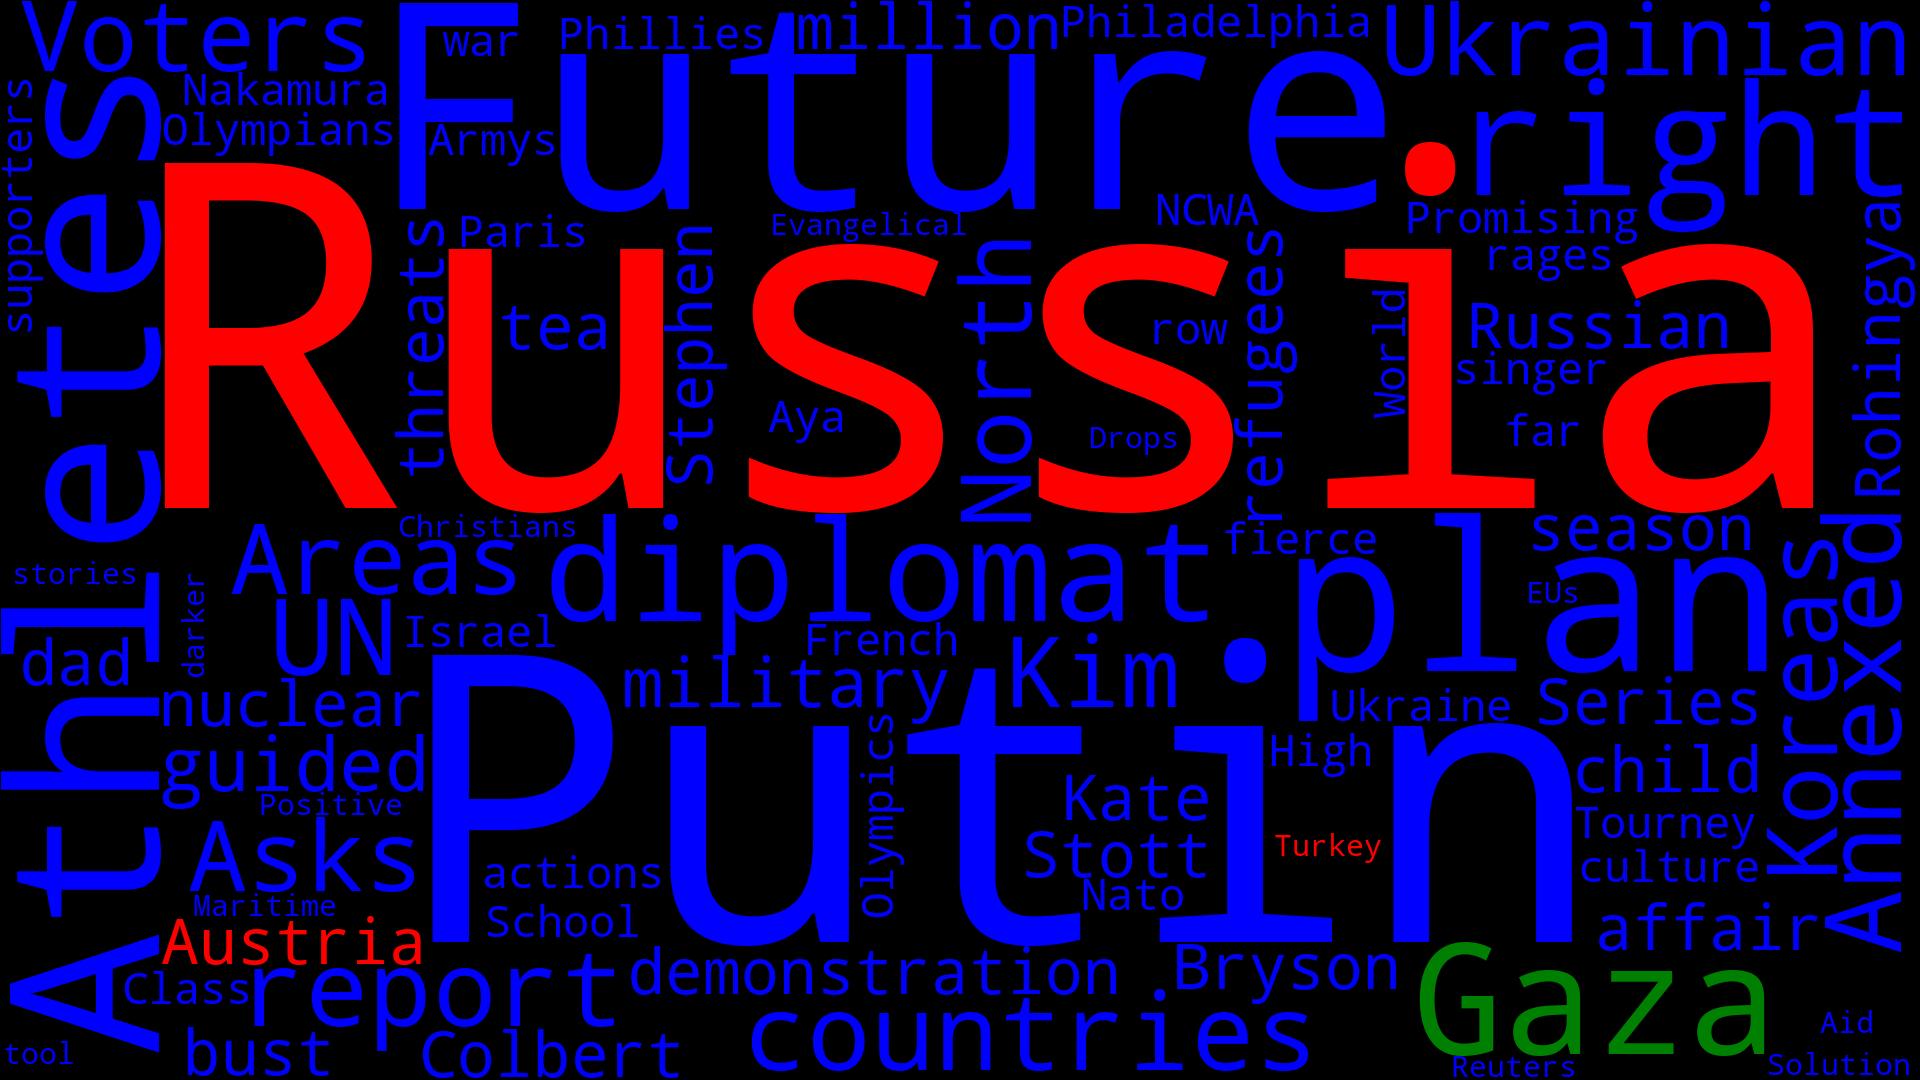 Voters
Future
war
Phillies
million
Philadelphia
Ukrainian
supporters
Nakamura
Olympians
Armys
right
Athletes
Russia
threats
Paris
Stephen
Evangelical
North
NCWA
refugees
Promising
rages
Rohingya
tea
row
World
Russian
singer
Aya
Drops
far
Christians
Areas
diplomat
fierce
plan
season
Koreas
Annexed
stories
darker
UN
Israel
French
EUs
dad
nuclear
military
Kim
Ukraine
Series
guided
Putin
Olympics
High
child
Positive
Kate
Tourney
Asks
actions
Stott
Turkey
culture
Maritime
School
Nato
affair
Austria
Class
report
demonstration
Bryson
Gaza
tool
bust
Colbert
countries
Reuters
Aid
Solution